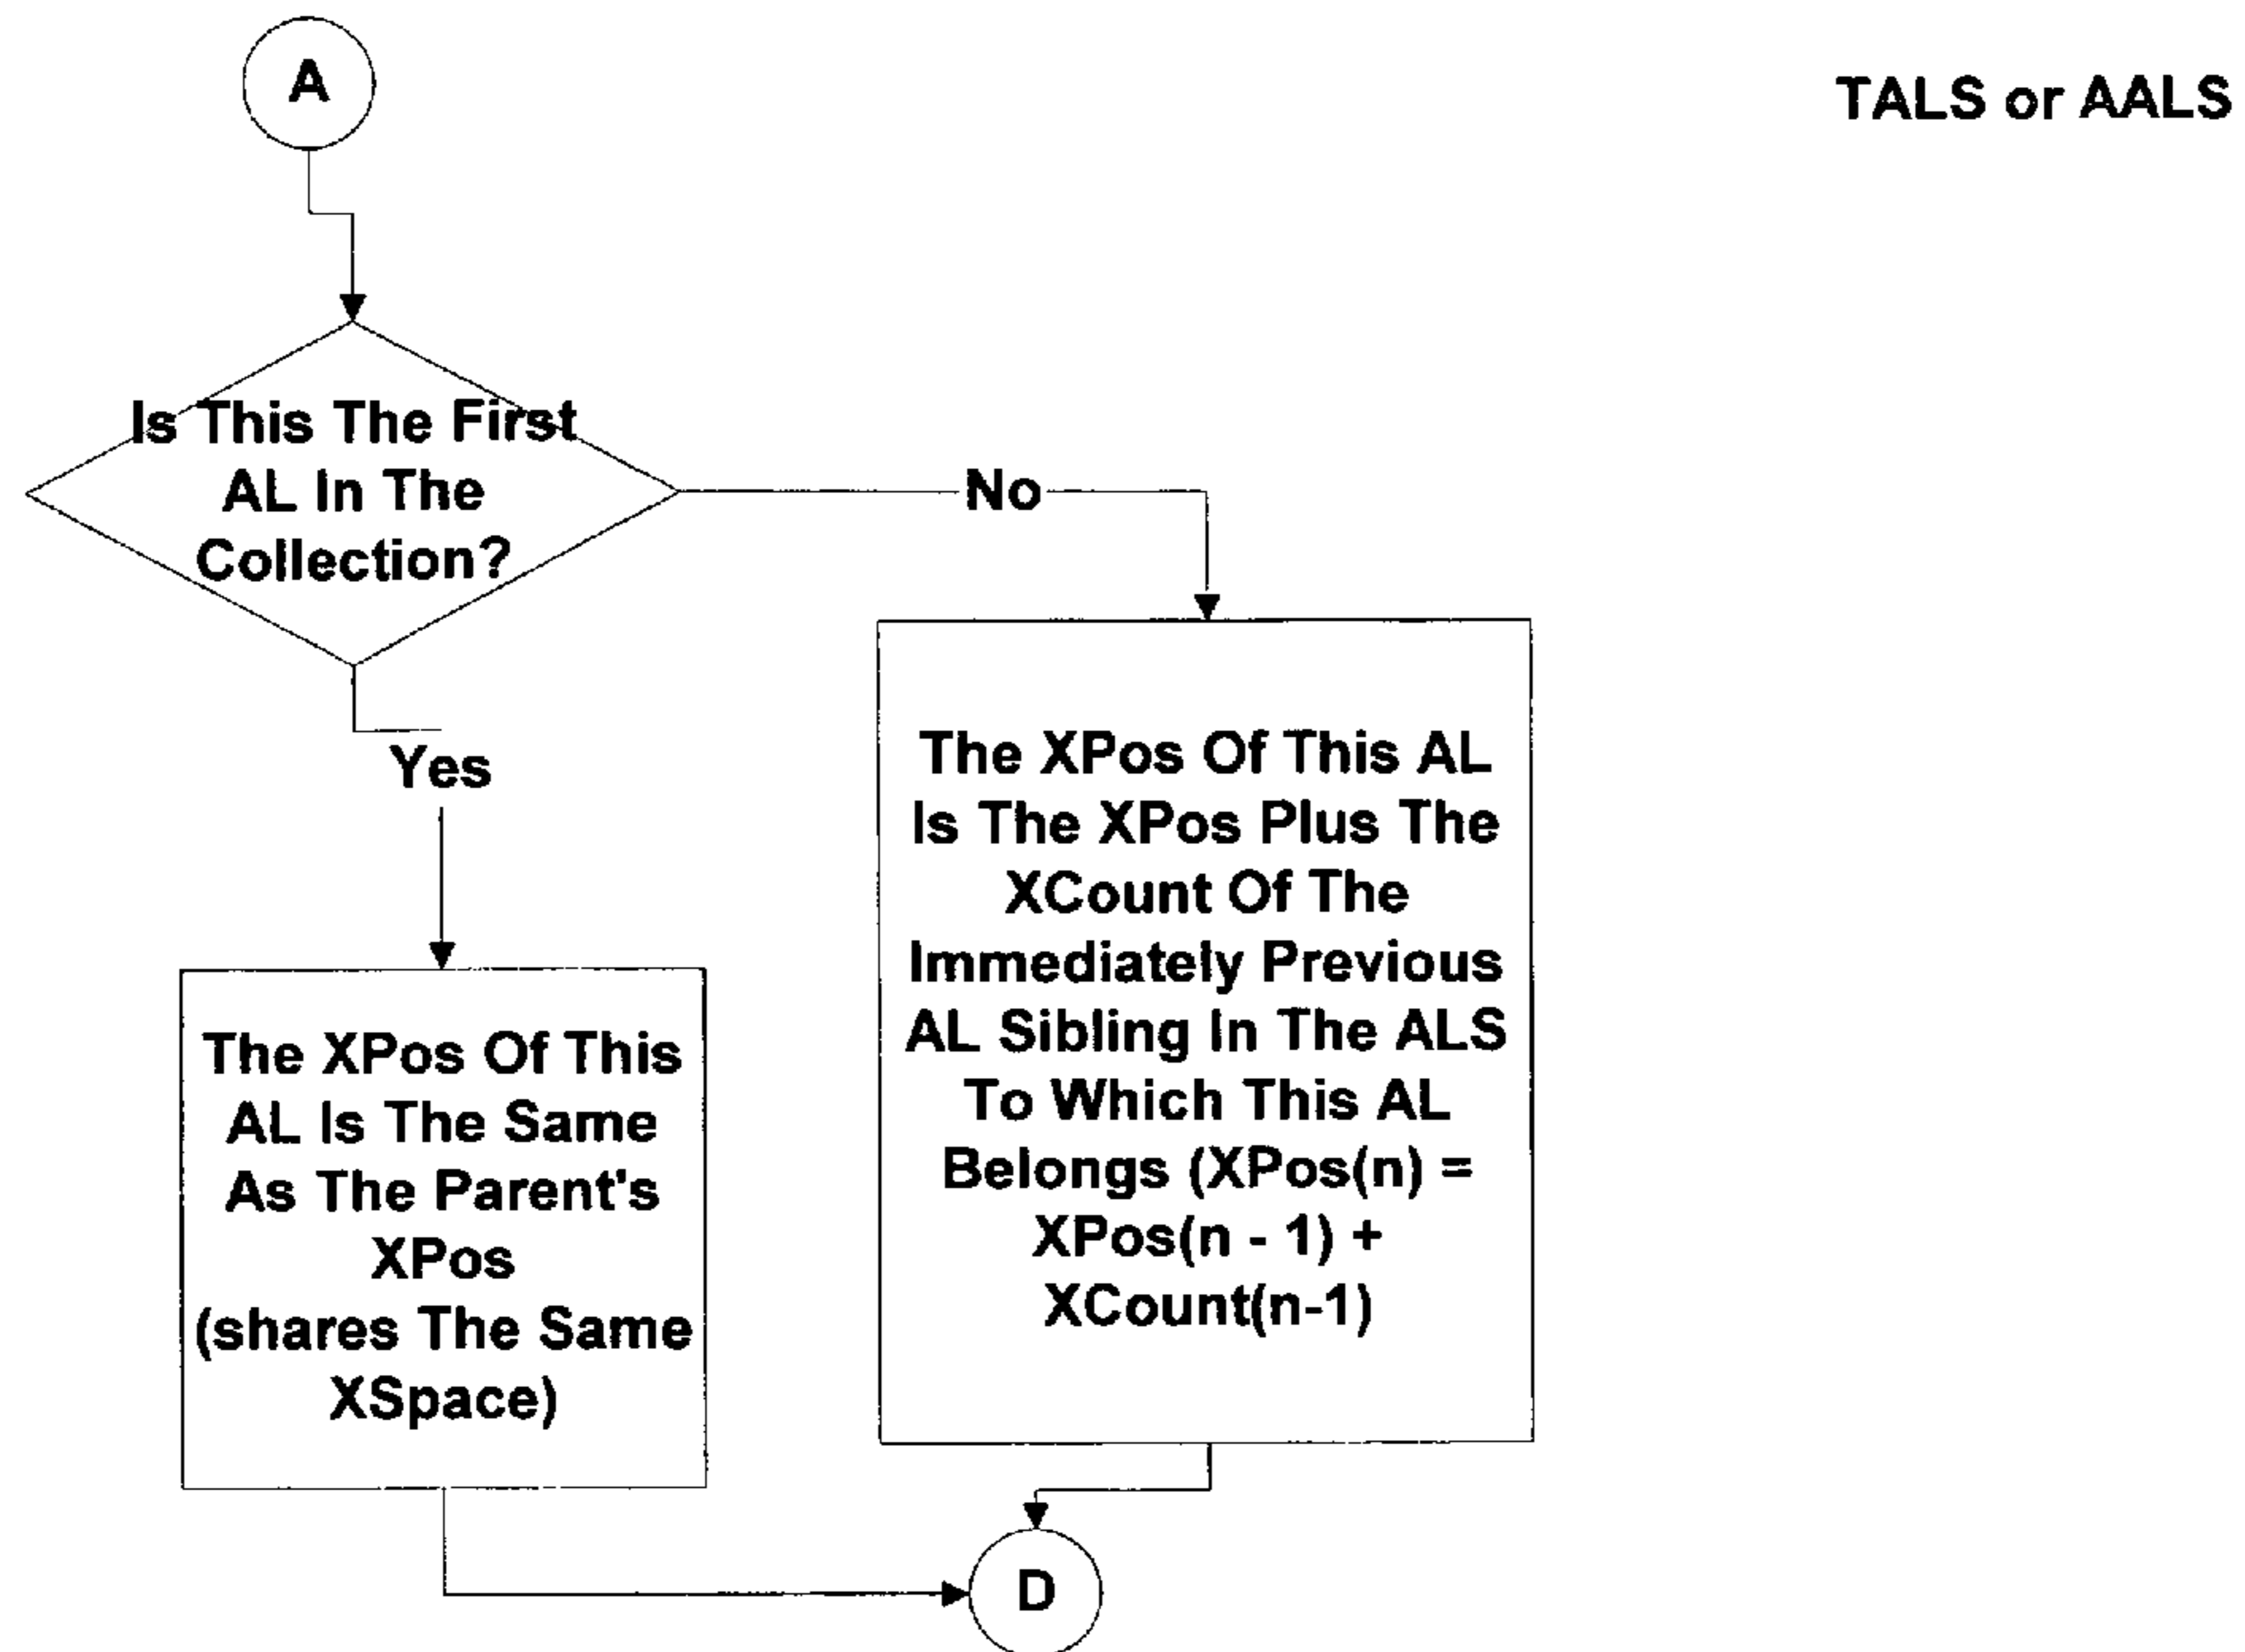 A
TALS or AALS
Is This The First
AL In The
Collection?
No
Yes
The XPos Of This AL
Is The XPos Plus The
XCount Of The
Immediately Previous
AL Sibling In The ALS
To Which This AL
Belongs (XPos(n) =
XPos(n - 1) +
XCount(n-1)
The XPos Of This
AL Is The Same
As The Parent's
XPos
(shares The Same
XSpace)
D